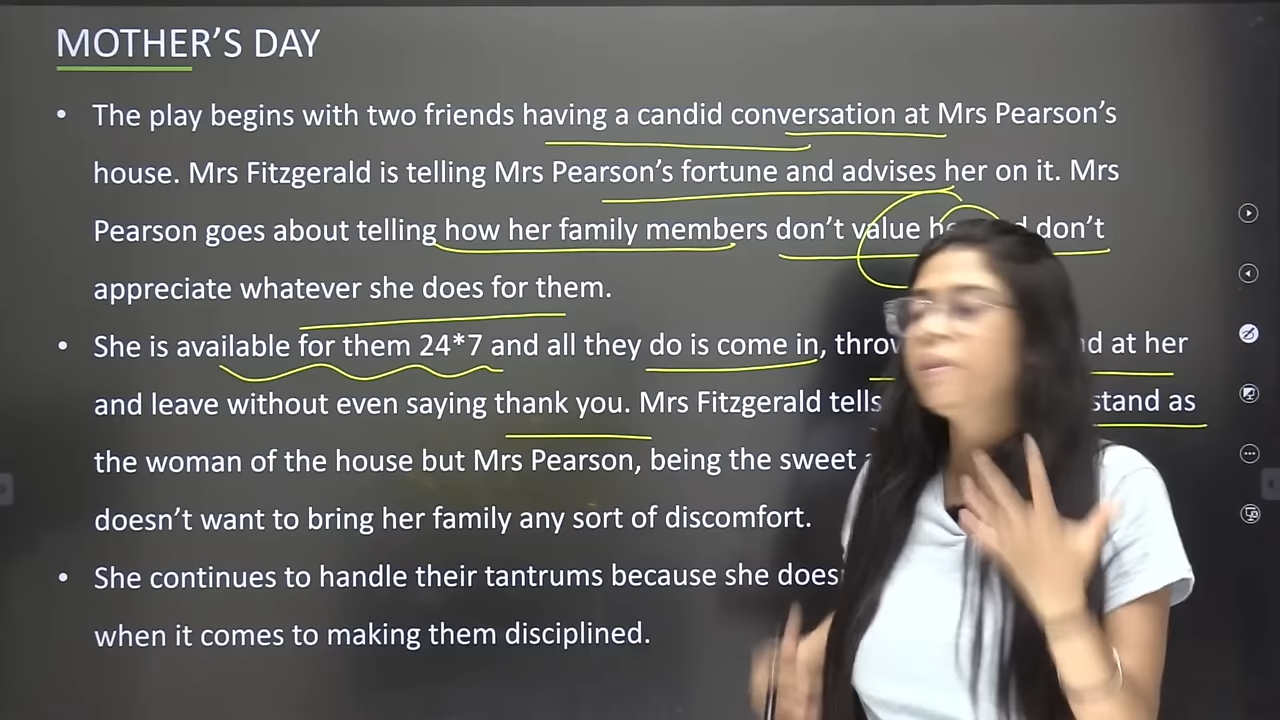 MOTHER'S DAY
• The play begins with two friends having a candid conversation at Mrs Pearson's
house. Mrs Fitzgerald is telling Mrs Pearson's fortune and advises her on it. Mrs
Pearson goes about telling how her family members don't value don't
appreciate whatever she does for them.
• She is available for them 24*7 and all they do is come in, at her
and leave without even saying thank you. Mrs Fitzgerald tells as
the woman of the house but Mrs Pearson, being the sweet
doesn't want to bring her family any sort of discomfort.
• She continues to handle their tantrums because she
when it comes to making them disciplined.